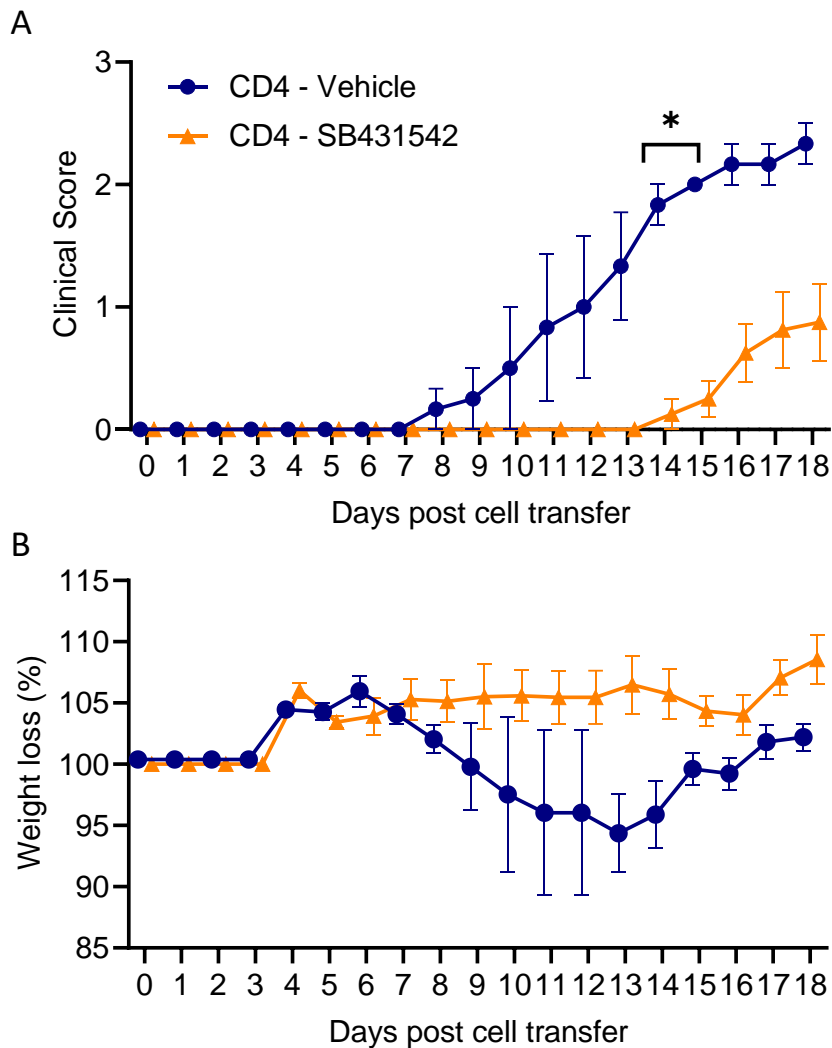 A
3
CD4 - Vehicle
CD4 - SB431542
*
2
Clinical Score
1
0
0 1 2 3 4 5 6 7 8 9 10 11 12 13 14 15 16 17 18
Days post cell transfer
B
115
110
105
100
95
90
85
Weight loss (%)
0 1 2 3 4 5 6 7 8 9 10 11 12 13 14 15 16 17 18
Days post cell transfer